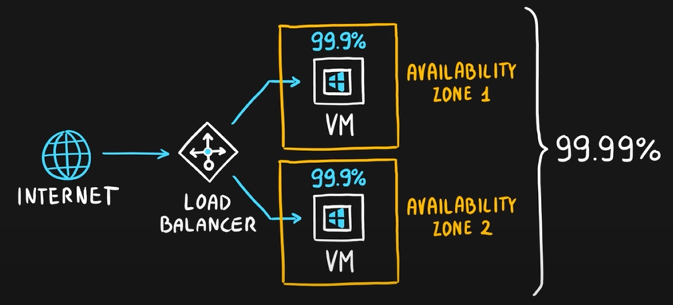 INTERNET
LOAD
BALANCER
99.9%
VM
AVAILABILITY
ZONE 1
99.9%
VM
AVAILABILITY
ZONE 2
99.99%